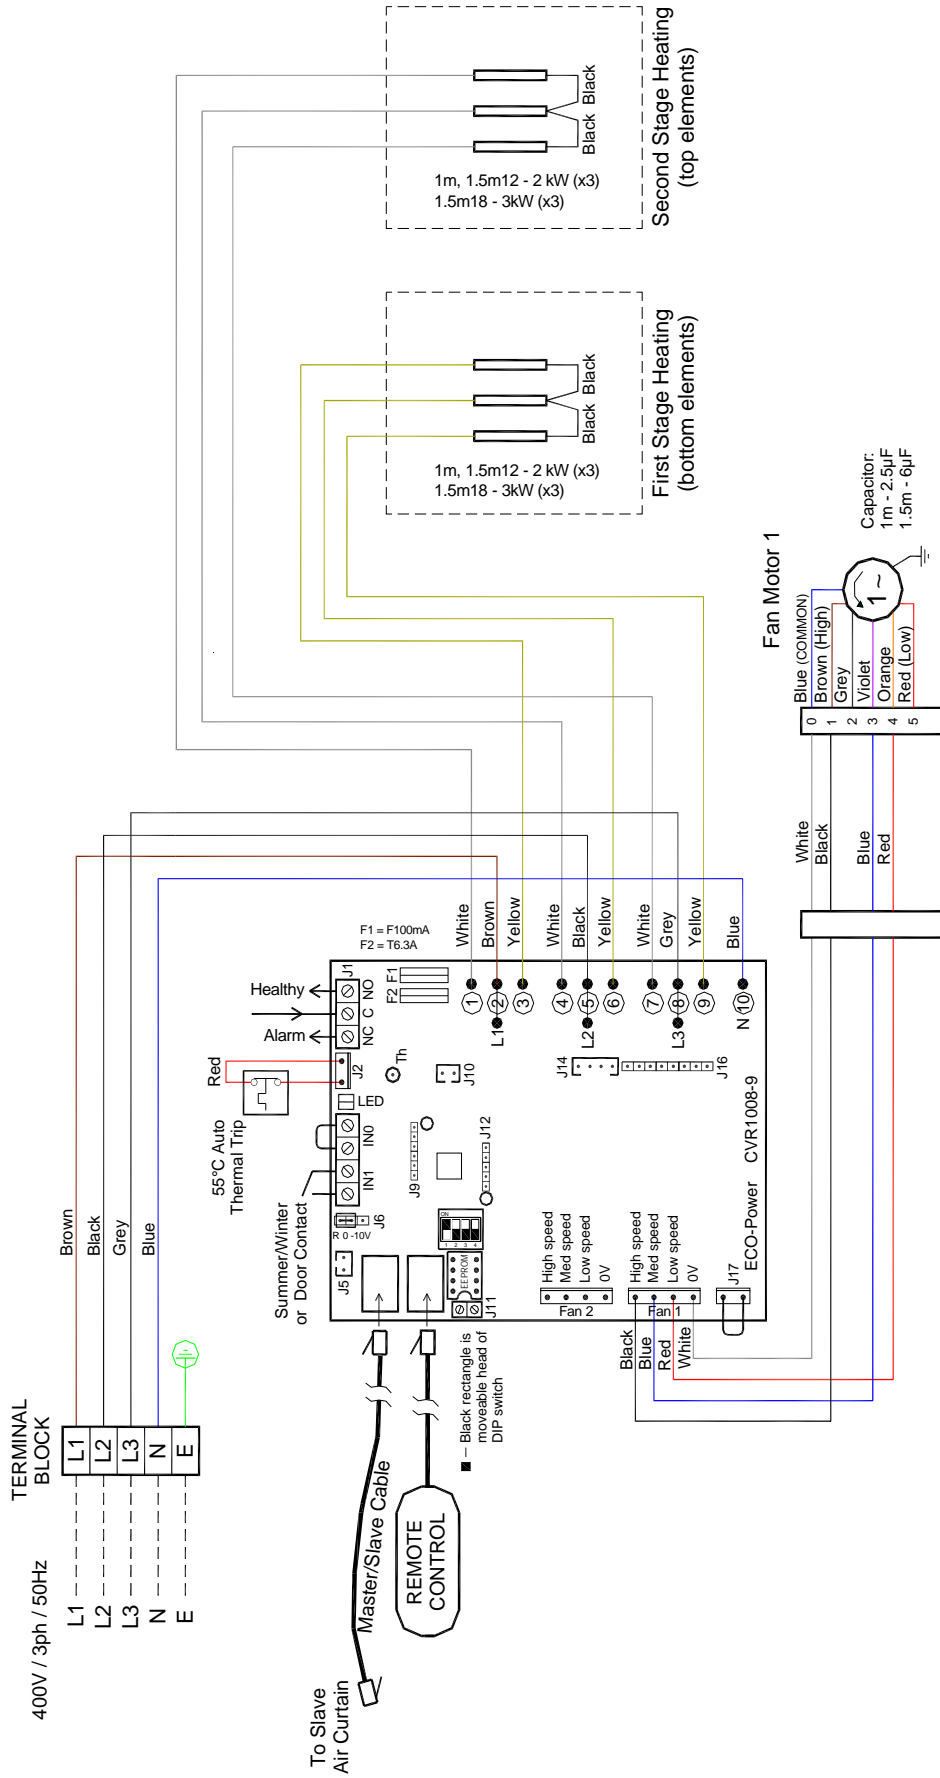 400V / 3ph / 50Hz
TERMINAL
BLOCK
L1
L2
L3
N
E
L1
L2
L3
N
E
Brown
Black
Grey
Blue
To Slave
Air Curtain
Master/Slave Cable
REMOTE
CONTROL
Black rectangle is
moveable head of
DIP switch
Summer/Winter
or Door Contact
55°C Auto
Thermal Trip
Red
Healthy
Alarm
F1 = F100mA
F2 = T6.3A
J5
R 0 -10V
J6
IN1
IN0
LED
J2
NC C NO
J1
F2
F1
Th
J10
J9
J12
ON
1 2 3 4
EEPROM
J11
J14
J16
High speed
Med speed
Low speed
0V
Fan 2
High speed
Med speed
Low speed
0V
Fan 1
J17
ECO-Power CVR1008-9
Black
Blue
Red
White
L1
L2
L3
1
2
3
4
5
6
7
8
9
N 10
White
Brown
Yellow
White
Black
Yellow
White
Grey
Yellow
Blue
White
Black
Blue
Red
0
1
2
3
4
5
Blue (COMMON)
Brown (High)
Grey
Violet
Orange
Red (Low)
Fan Motor 1
1 ~
Capacitor:
1m - 2.5µF
1.5m - 6µF
1m, 1.5m12 - 2 kW (x3)
1.5m18 - 3kW (x3)
Black
Black
First Stage Heating
(bottom elements)
1m, 1.5m12 - 2 kW (x3)
1.5m18 - 3kW (x3)
Black
Black
Second Stage Heating
(top elements)